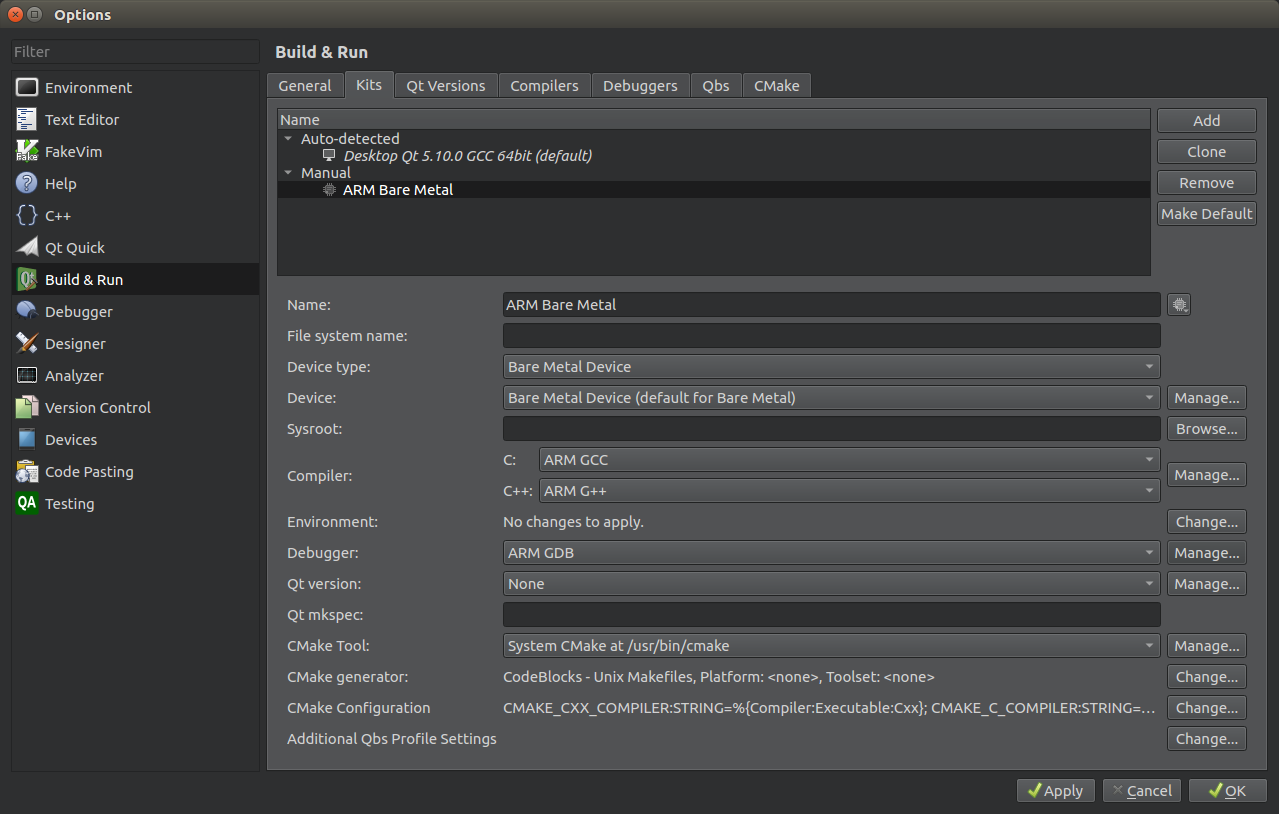 Options
Filter
Environment
Text Editor
FakeVim
Help
C++
Qt Quick
Build & Run
Debugger
Designer
Analyzer
Version Control
Devices
Code Pasting
QA Testing
Build & Run
General Kits Qt Versions Compilers Debuggers Qbs CMake
Name
Auto-detected
Desktop Qt 5.10.0 GCC 64bit (default)
Manual
ARM Bare Metal
Add
Clone
Remove
Make Default
Name: ARM Bare Metal
File system name:
Device type: Bare Metal Device
Device: Bare Metal Device (default for Bare Metal) Manage...
Sysroot: Browse...
Compiler: C: ARM GCC Manage...
C++: ARM G++
Environment: No changes to apply. Change...
Debugger: ARM GDB Manage...
Qt version: None Manage...
Qt mkspec:
CMake Tool: System CMake at /usr/bin/cmake Manage...
CMake generator: CodeBlocks - Unix Makefiles, Platform: <none>, Toolset: <none> Change...
CMake Configuration CMAKE_CXX_COMPILER:STRING=%{Compiler:Executable:Cxx}; CMAKE_C_COMPILER:STRING=... Change...
Additional Qbs Profile Settings Change...
Apply Cancel OK